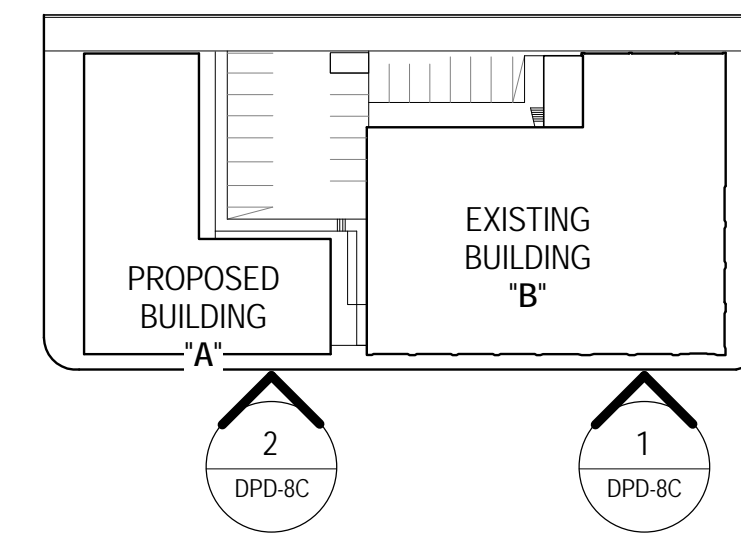 EXISTING
BUILDING
"B"
PROPOSED
BUILDING
"A"
2
DPD-8C
1
DPD-8C